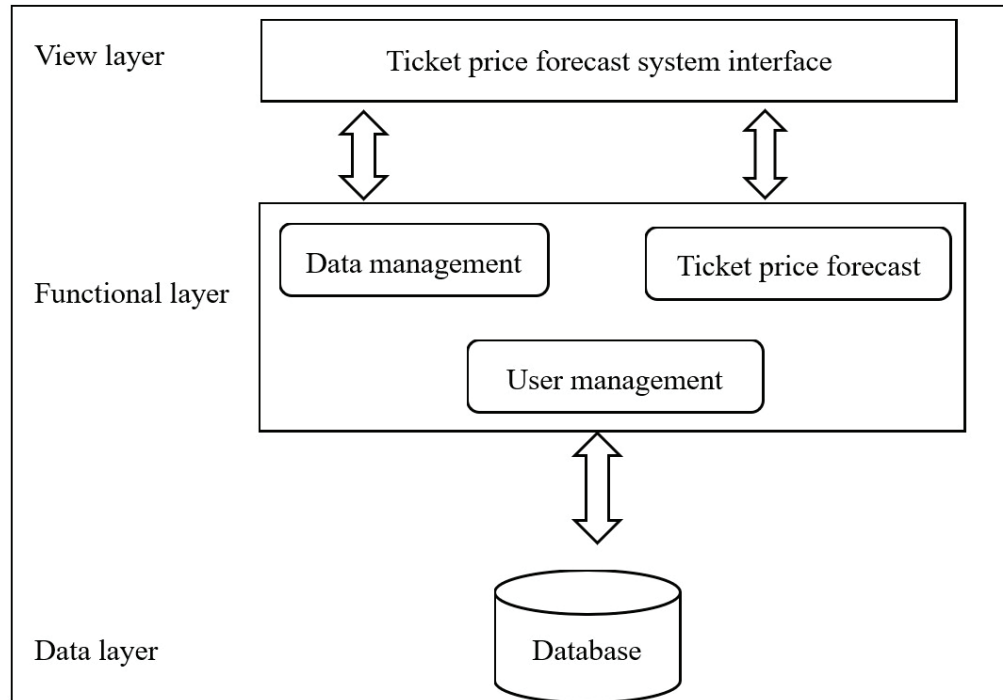 View layer
Ticket price forecast system interface
Data management
Ticket price forecast
Functional layer
User management
Data layer
Database